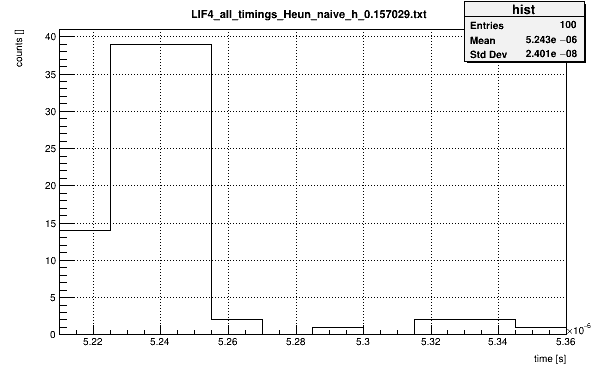 LIF4_all_timings_Heun_naive_h_0.157029.txt
hist
Entries 100
Mean 5.243e −06
Std Dev 2.401e −08
counts []
40
35
30
25
20
15
10
5
0
5.22 5.24 5.26 5.28 5.3 5.32 5.34 5.36
×10⁻⁶
time [s]